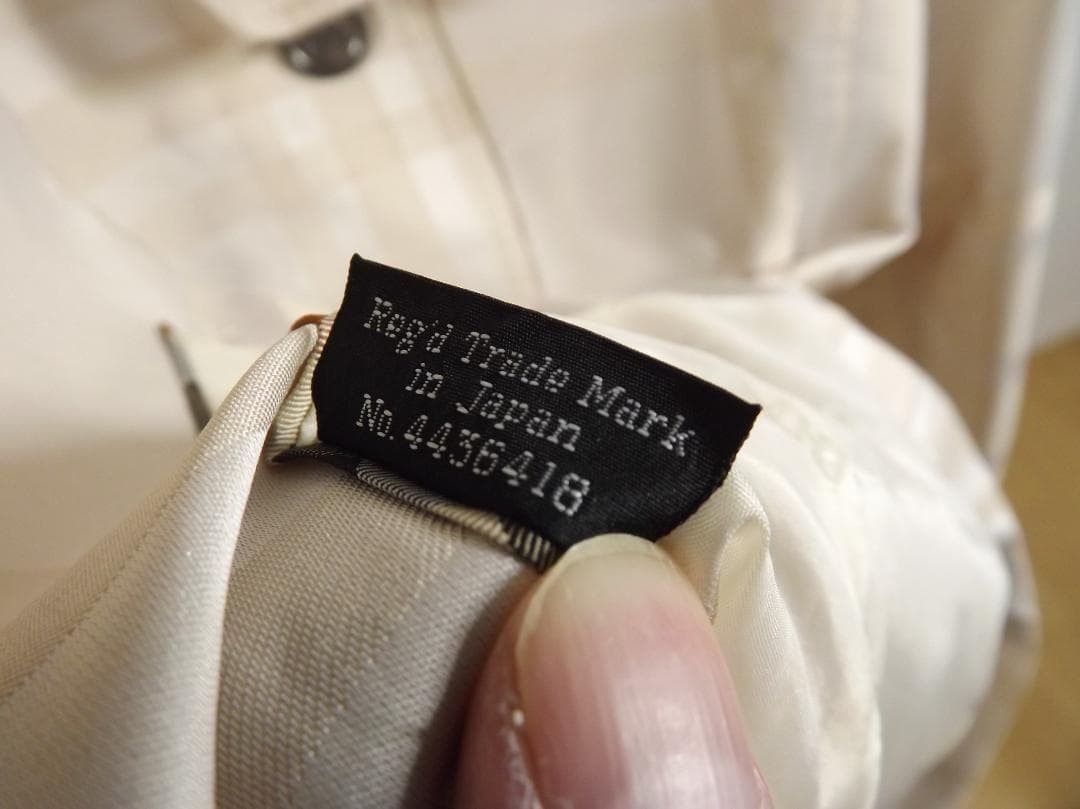 Reg'd Trade Mark
in Japan
No.4436418